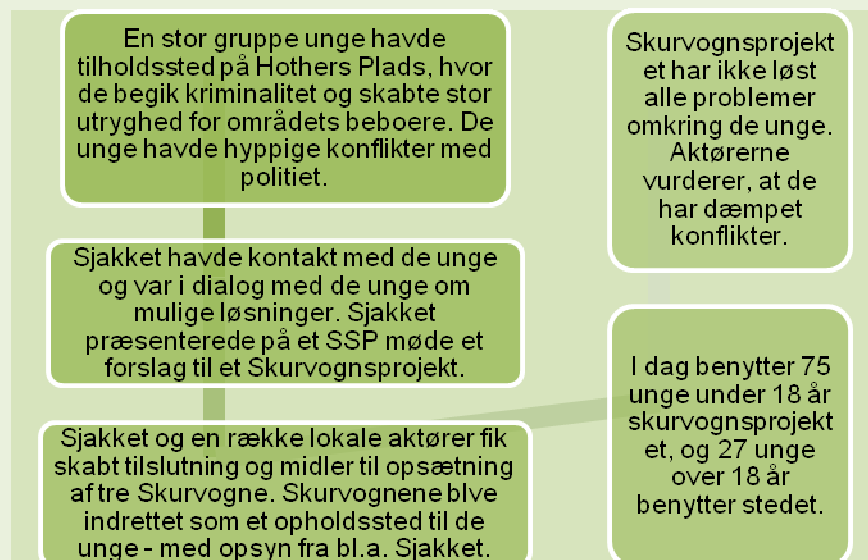 En stor gruppe unge havde
tilholdssted på Hothers Plads, hvor
de begik kriminalitet og skabte stor
utryghed for områdets beboere. De
unge havde hyppige konflikter med
politiet.
Sjakket havde kontakt med de unge
og var i dialog med de unge om
mulige løsninger. Sjakket
præsenterede på et SSP møde et
forslag til et Skurvognsprojekt.
Sjakket og en række lokale aktører fik
skabt tilslutning og midler til opsætning
af tre Skurvogne. Skurvognene blve
indrettet som et opholdssted til de
unge - med opsyn fra bl.a. Sjakket.
I dag benytter 75
unge under 18 år
skurvognsprojekt
et, og 27 unge
over 18 år
benytter stedet.
Skurvognsprojekt
et har ikke løst
alle problemer
omkring de unge.
Aktørerne
vurderer, at de
har dæmpet
konflikter.